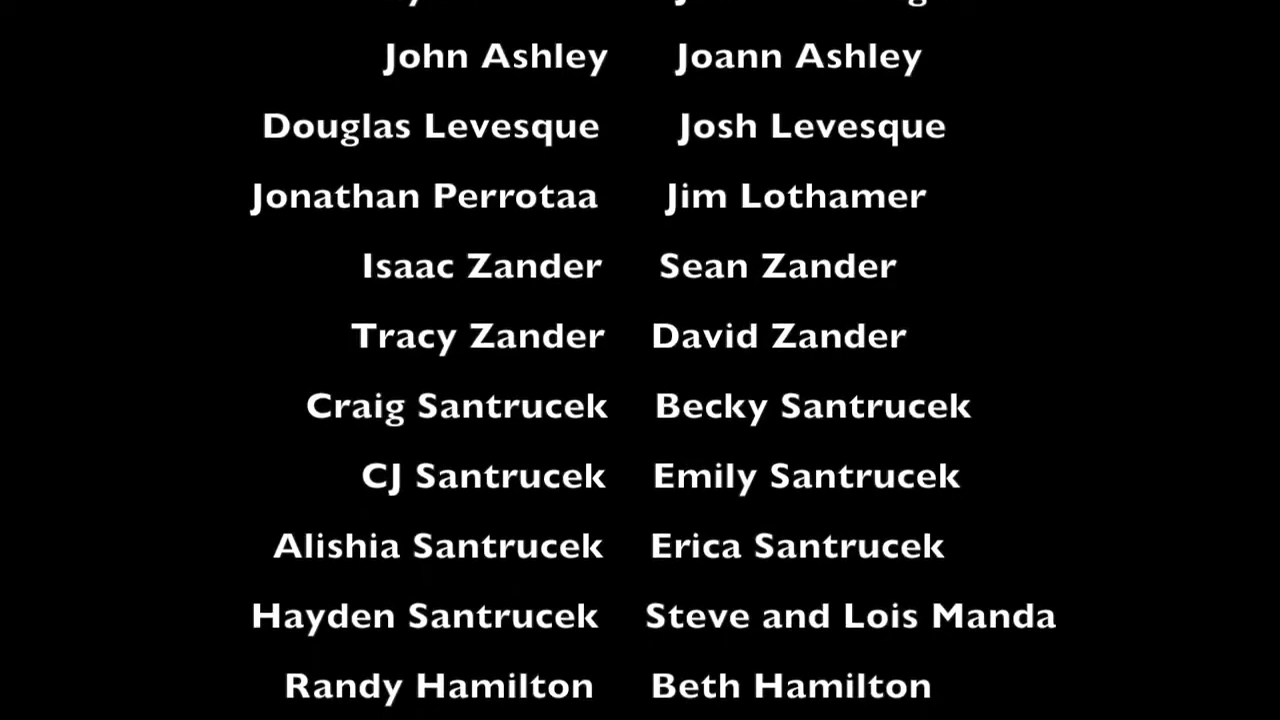 John Ashley Joann Ashley
Douglas Levesque Josh Levesque
Jonathan Perrotaa Jim Lothamer
Isaac Zander Sean Zander
Tracy Zander David Zander
Craig Santrucek Becky Santrucek
CJ Santrucek Emily Santrucek
Alishia Santrucek Erica Santrucek
Hayden Santrucek Steve and Lois Manda
Randy Hamilton Beth Hamilton